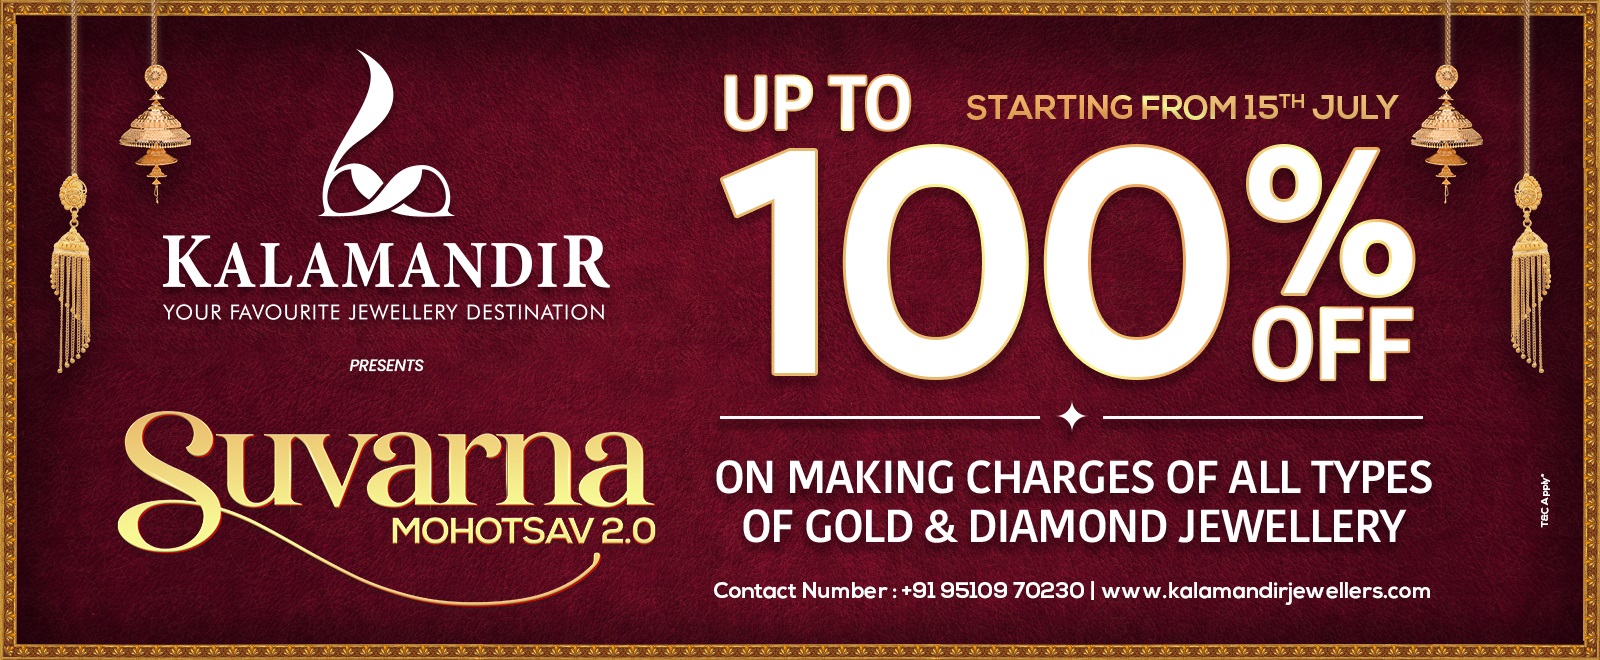 KALAMANDIR
YOUR FAVOURITE JEWELLERY DESTINATION
PRESENTS
Suvarna
MOHOTSAV 2.0
UP TO
STARTING FROM 15TH JULY
100%
OFF
ON MAKING CHARGES OF ALL TYPES
OF GOLD & DIAMOND JEWELLERY
Contact Number : +91 95109 70230 | www.kalamandirjewellers.com
T&C Apply*